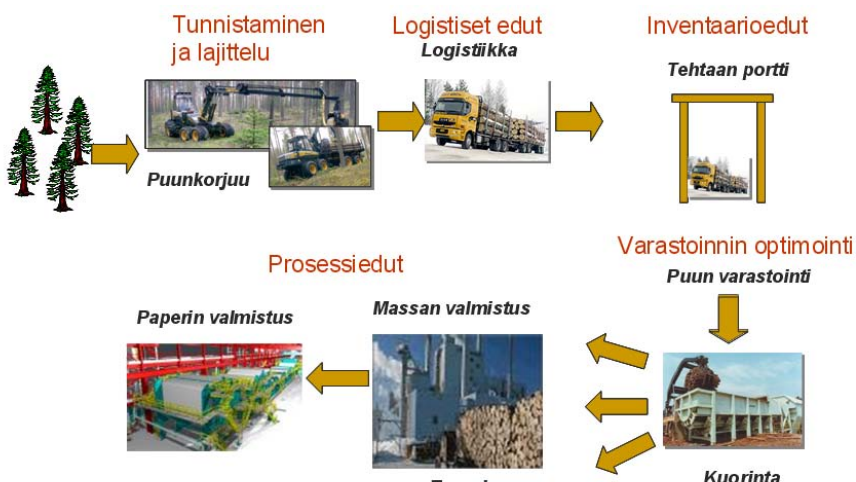 Tunnistaminen
ja lajittelu
Logistiset edut
Logistiikka
Inventaarioedut
Tehtaan portti
Puunkorjuu
Varastoinnin optimointi
Puun varastointi
Prosessiedut
Massan valmistus
Paperin valmistus
Kuorinta